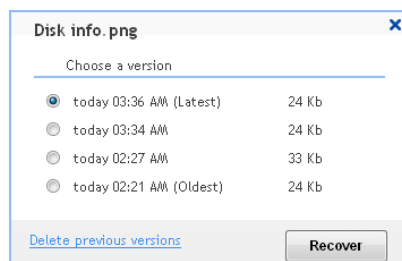 Disk info.png
Choose a version
today 03:36 AM (Latest) 24 Kb
today 03:34 AM 24 Kb
today 02:27 AM 33 Kb
today 02:21 AM (Oldest) 24 Kb
Delete previous versions Recover